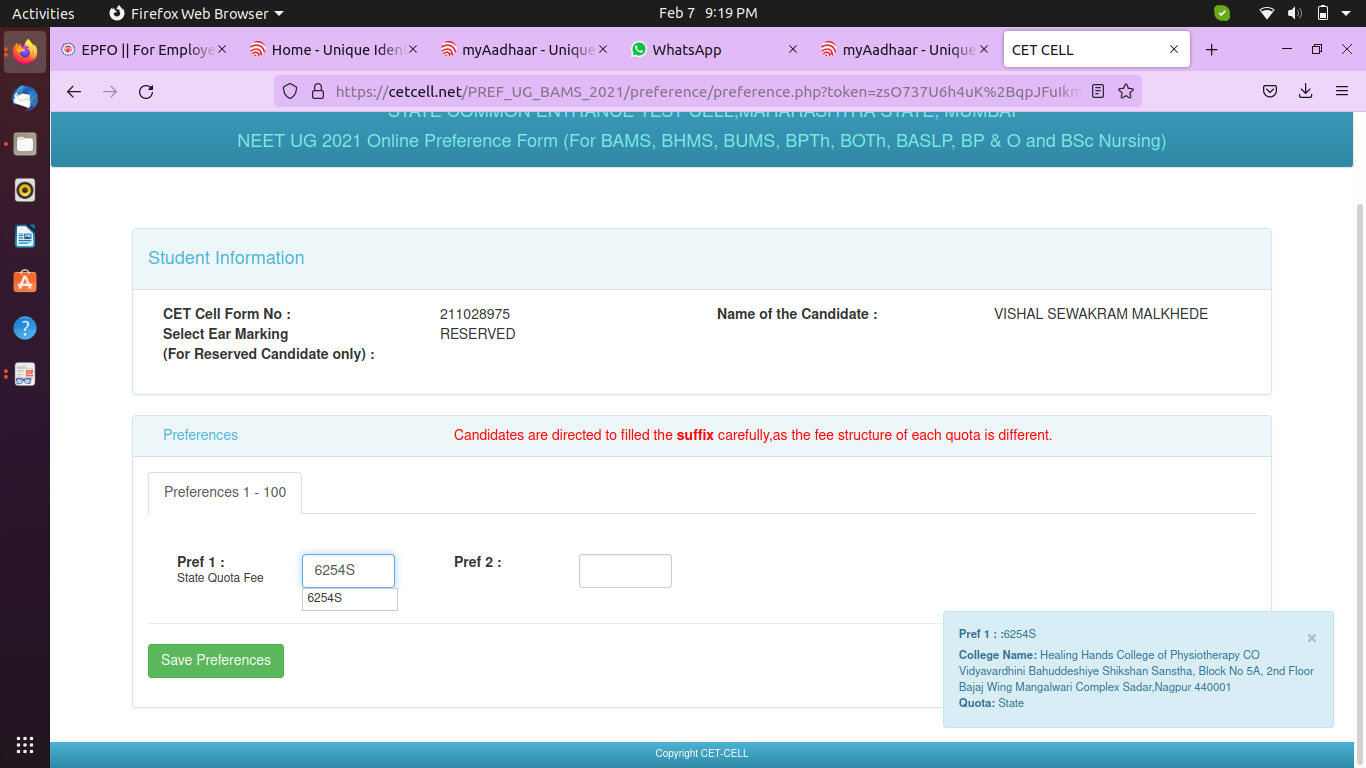 Activities
Firefox Web Browser
Feb 7 9:19 PM
EPFO || For Employe
Home - Unique Iden
myAadhaar - Unique
WhatsApp
myAadhaar - Unique
CET CELL
https://cetcell.net/PREF_UG_BAMS_2021/preference/preference.php?token=zsO737U6h4uK%2BqpJFuIkm
STATE COMMON ENTRANCE TEST CELL,MAHARASHTRA STATE, MUMBAI
NEET UG 2021 Online Preference Form (For BAMS, BHMS, BUMS, BPTh, BOTh, BASLP, BP & O and BSc Nursing)
Student Information
CET Cell Form No : 211028975 Name of the Candidate : VISHAL SEWAKRAM MALKHEDE
Select Ear Marking RESERVED
(For Reserved Candidate only) :
Preferences Candidates are directed to filled the suffix carefully,as the fee structure of each quota is different.
Preferences 1 - 100
Pref 1 : 6254S Pref 2 :
State Quota Fee
6254S
Save Preferences
Pref 1 : :6254S
College Name: Healing Hands College of Physiotherapy CO
Vidyavardhini Bahuddeshiye Shikshan Sanstha, Block No 5A, 2nd Floor
Bajaj Wing Mangalwari Complex Sadar,Nagpur 440001
Quota: State
Copyright CET-CELL